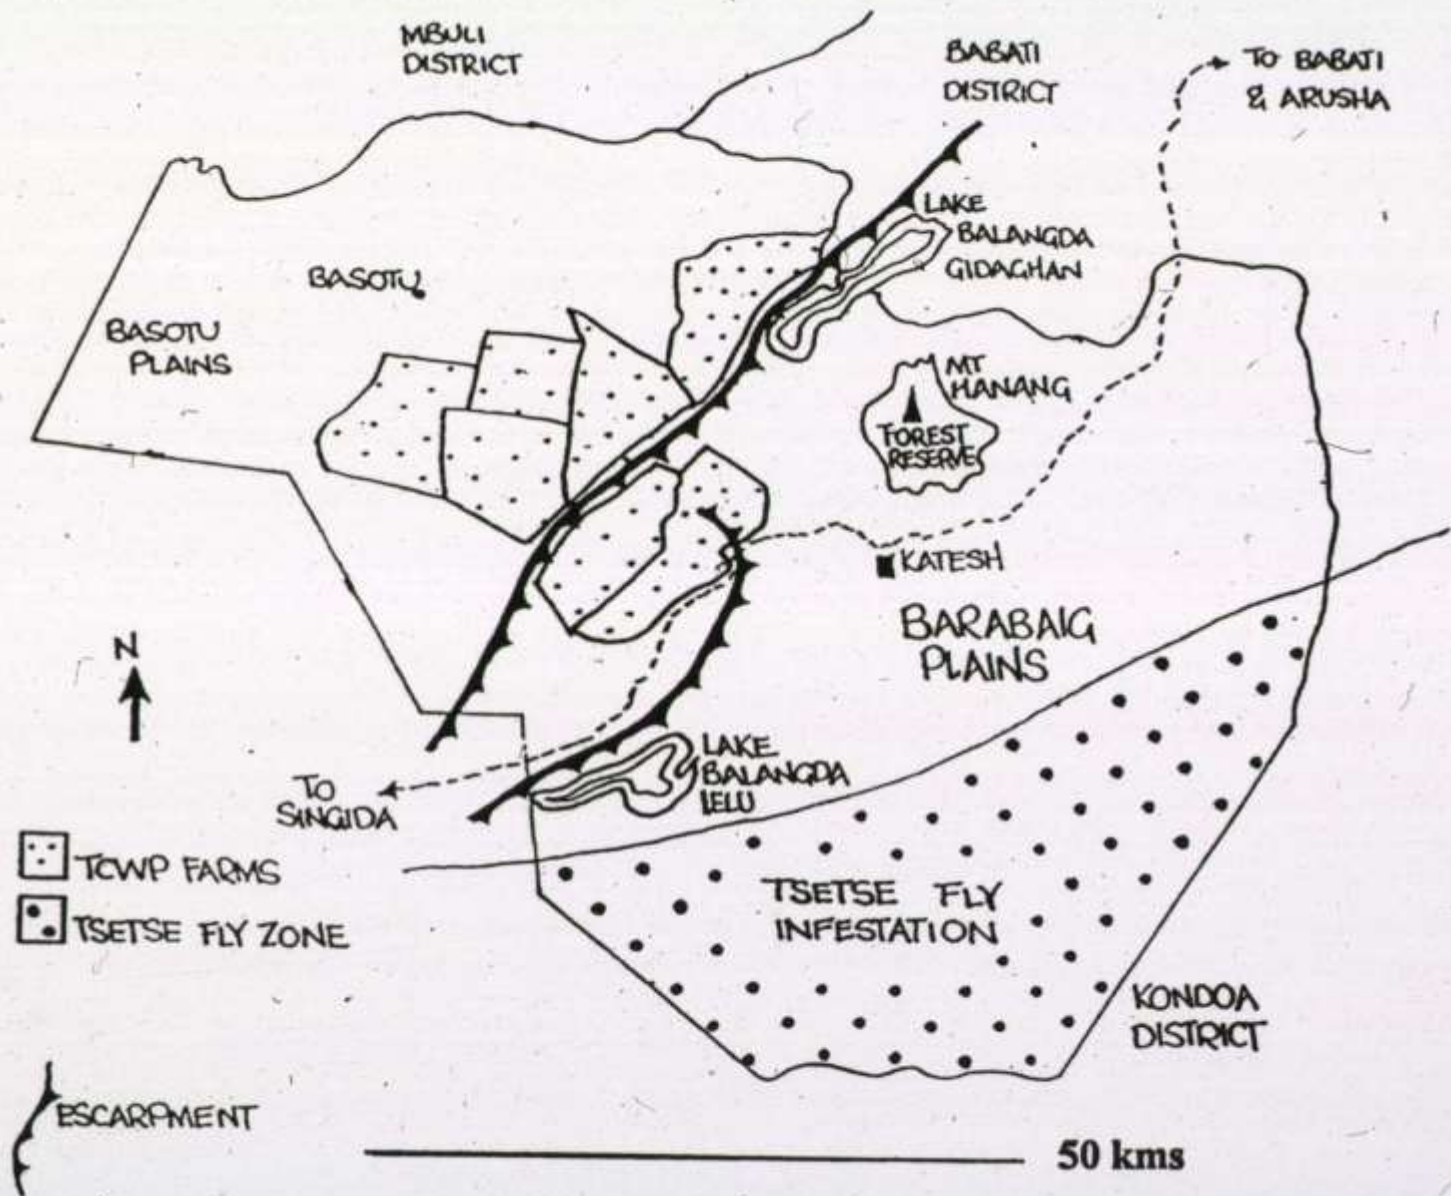 MBULI
DISTRICT
BABATI
DISTRICT
TO BABATI
& ARUSHA
LAKE
BALANGDA
GIDAGHAN
BASOTU
BASOTU
PLAINS
MT
HANANG
FOREST
RESERVE
KATESH
BARABAIG
PLAINS
N
LAKE
BALANGDA
LELU
TO
SINGIDA
TCWP FARMS
TSETSE FLY ZONE
TSETSE FLY
INFESTATION
KONDOA
DISTRICT
ESCARPMENT
50 kms